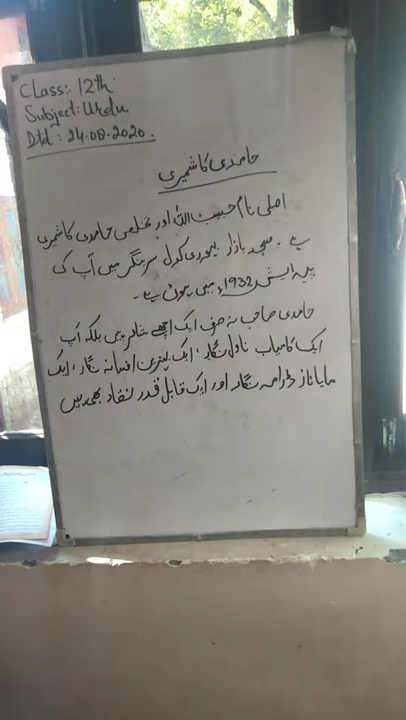 Class: 12th
Subject: Urdu
Dtd: 24-08-2020.
حامدی کاشمیری
اصلی نام حبیب اللہ اور تخلص حامدی کاشمیری
ہے۔ مسجد بازار بہوری کدل سرینگر میں آپ کی
پیدائش 1932ء میں ہوئی ہے۔
حامدی صاحب نہ صرف ایک اچھے شاعر ہیں بلکہ آپ
ایک کامیاب ناول نگار، ایک بہترین افسانہ نگار، ایک
مایا ناز ڈرامہ نگار اور ایک قابل قدر نقاد بھی ہیں